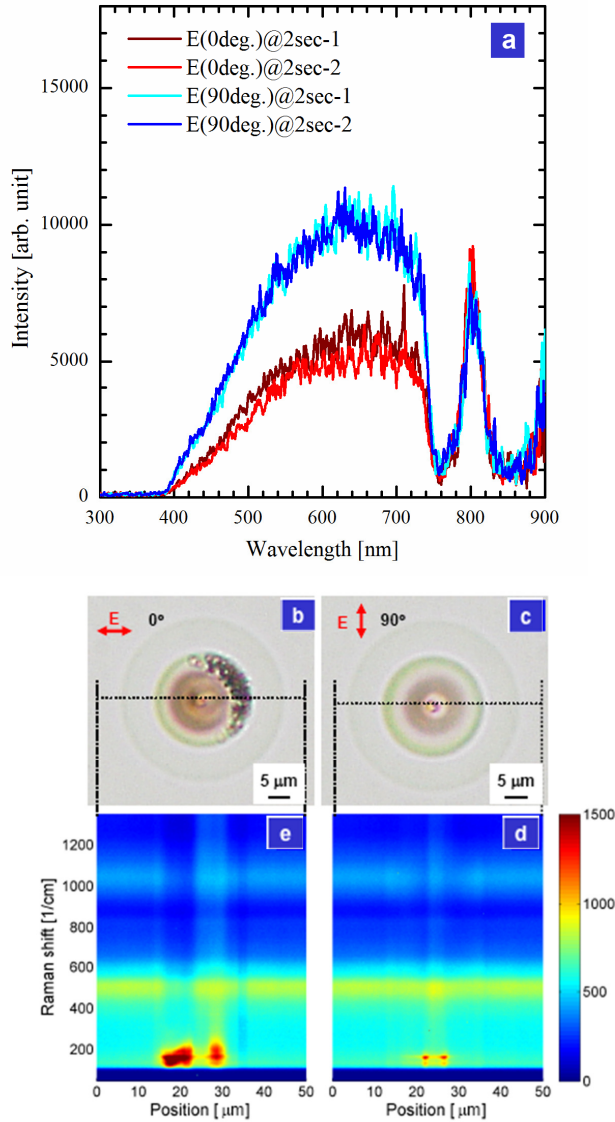 a
E(0deg.)@2sec-1
E(0deg.)@2sec-2
E(90deg.)@2sec-1
E(90deg.)@2sec-2
15000
10000
5000
0
Intensity [arb. unit]
300 400 500 600 700 800 900
Wavelength [nm]
E 0° b
E 90° c
5 μm
5 μm
e
d
1500
1000
500
0
1200
1000
800
600
400
200
Raman shift [1/cm]
0 10 20 30 40 50
0 10 20 30 40 50
Position [ μm]
Position [ μm]